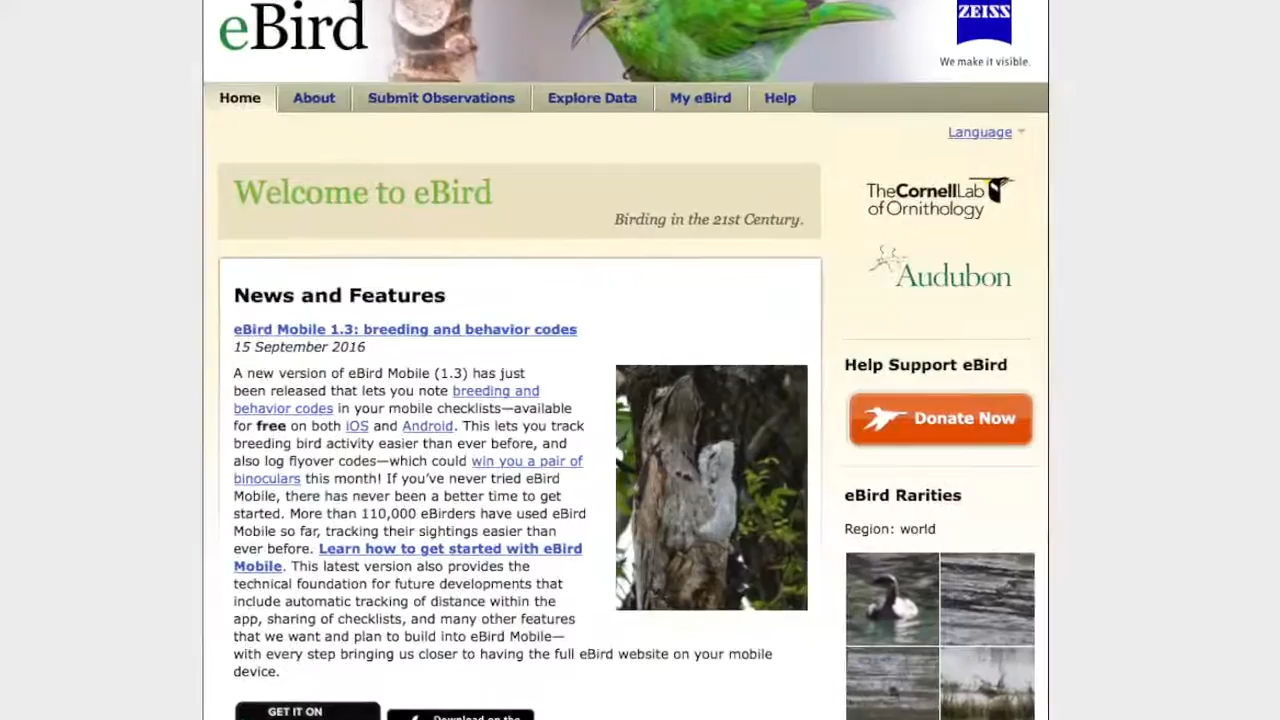 eBird
ZEISS
We make it visible.
Home
About
Submit Observations
Explore Data
My eBird
Help
Language
Welcome to eBird
Birding in the 21st Century.
TheCornellLab
of Ornithology
Audubon
News and Features
eBird Mobile 1.3: breeding and behavior codes
15 September 2016
A new version of eBird Mobile (1.3) has just
been released that lets you note breeding and
behavior codes in your mobile checklists—available
for free on both iOS and Android. This lets you track
breeding bird activity easier than ever before, and
also log flyover codes—which could win you a pair of
binoculars this month! If you’ve never tried eBird
Mobile, there has never been a better time to get
started. More than 110,000 eBirders have used eBird
Mobile so far, tracking their sightings easier than
ever before. Learn how to get started with eBird
Mobile. This latest version also provides the
technical foundation for future developments that
include automatic tracking of distance within the
app, sharing of checklists, and many other features
that we want and plan to build into eBird Mobile—
with every step bringing us closer to having the full eBird website on your mobile
device.
GET IT ON
Download on the
Help Support eBird
Donate Now
eBird Rarities
Region: world